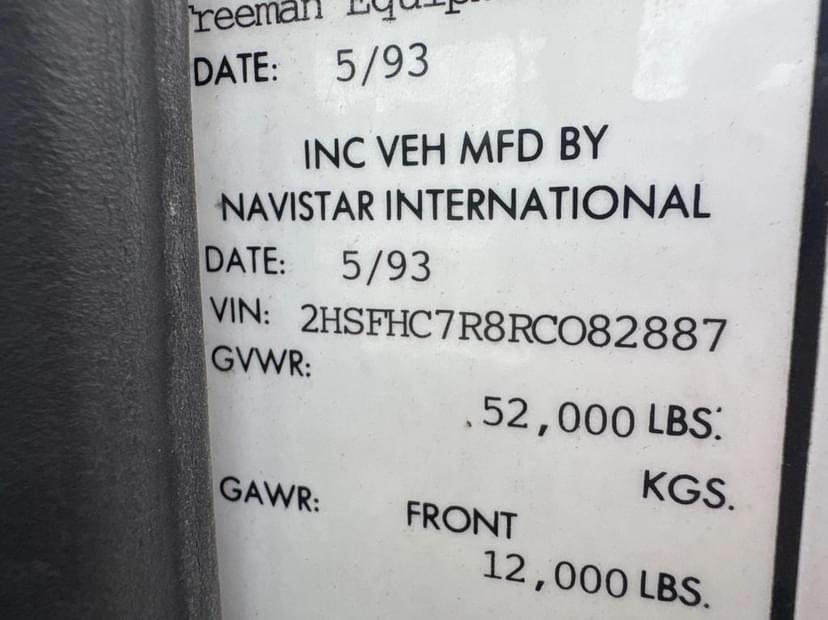 DATE: 5/93
INC VEH MFD BY
NAVISTAR INTERNATIONAL
DATE: 5/93
VIN: 2HSFHC7R8RC082887
GVWR:
52,000 LBS.
KGS.
GAWR: FRONT
12,000 LBS.